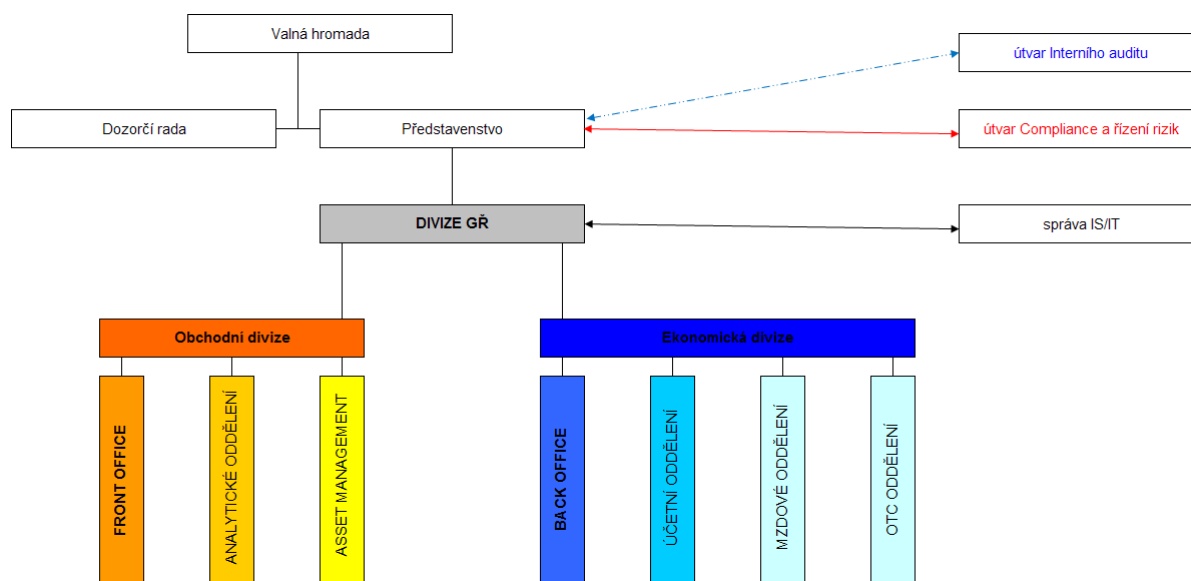 Valná hromada
útvar Interního auditu
Dozorčí rada
Představenstvo
útvar Compliance a řízení rizik
DIVIZE GŘ
správa IS/IT
Obchodní divize
Ekonomická divize
FRONT OFFICE
ANALYTICKÉ ODDĚLENÍ
ASSET MANAGEMENT
BACK OFFICE
ÚČETNÍ ODDĚLENÍ
MZDOVÉ ODDĚLENÍ
OTC ODDĚLENÍ